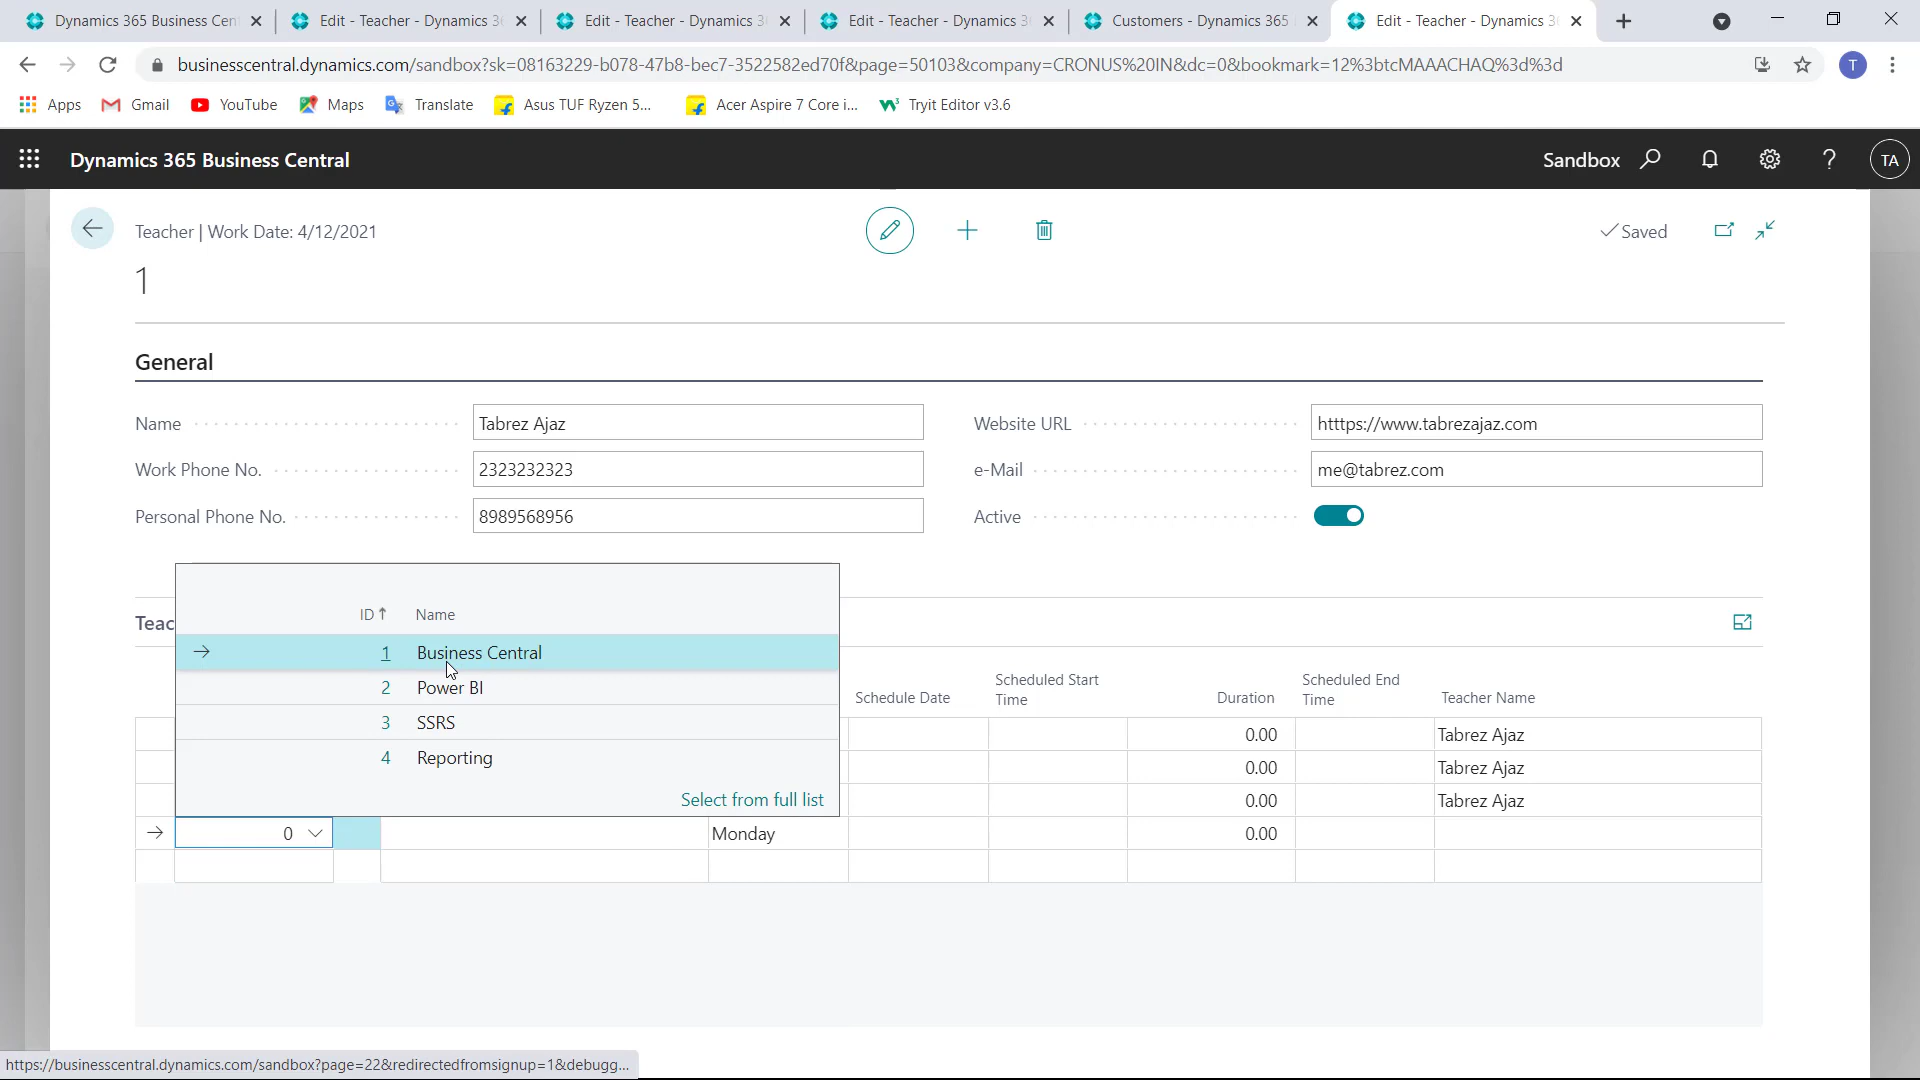 Dynamics 365 Business Cen
Edit - Teacher - Dynamics 3
Edit - Teacher - Dynamics 3
Edit - Teacher - Dynamics 3
Customers - Dynamics 365
Edit - Teacher - Dynamics 3
businesscentral.dynamics.com/sandbox?sk=08163229-b078-47b8-bec7-3522582ed70f&page=50103&company=CRONUS%20IN&dc=0&bookmark=12%3btcMAAACHAQ%3d%3d
T
Apps
Gmail
YouTube
Maps
Translate
Asus TUF Ryzen 5...
Acer Aspire 7 Core i...
Tryit Editor v3.6
Dynamics 365 Business Central
Sandbox
TA
Teacher | Work Date: 4/12/2021
Saved
1
General
Name
Tabrez Ajaz
Website URL
htttps://www.tabrezajaz.com
Work Phone No.
2323232323
e-Mail
me@tabrez.com
Personal Phone No.
8989568956
Active
Teac
ID↑ Name
1 Business Central
2 Power BI
3 SSRS
4 Reporting
Select from full list
Schedule Date
Scheduled Start
Time
Duration
Scheduled End
Time
Teacher Name
0.00 Tabrez Ajaz
0.00 Tabrez Ajaz
0.00 Tabrez Ajaz
0 Monday 0.00
https://businesscentral.dynamics.com/sandbox?page=22&redirectedfromsignup=1&debugg...